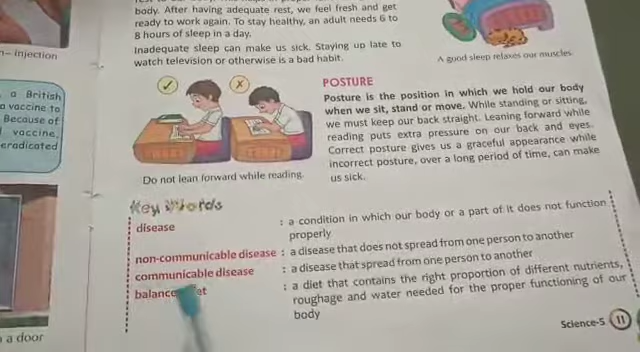 body. After having adequate rest, we feel fresh and get
ready to work again. To stay healthy, an adult needs 6 to
8 hours of sleep in a day.
Inadequate sleep can make us sick. Staying up late to
watch television or otherwise is a bad habit.
A good sleep relaxes our muscles
injection
a British
a vaccine to
Because of
vaccine,
eradicated
a door
Do not lean forward while reading.
POSTURE
Posture is the position in which we hold our body
when we sit, stand or move. While standing or sitting,
we must keep our back straight. Leaning forward while
reading puts extra pressure on our back and eyes.
Correct posture gives us a graceful appearance while
incorrect posture, over a long period of time, can make
us sick.
Key Words
disease : a condition in which our body or a part of it does not function
properly
non-communicable disease : a disease that does not spread from one person to another
communicable disease : a disease that spread from one person to another
: a diet that contains the right proportion of different nutrients,
roughage and water needed for the proper functioning of our
body
Science-5 11